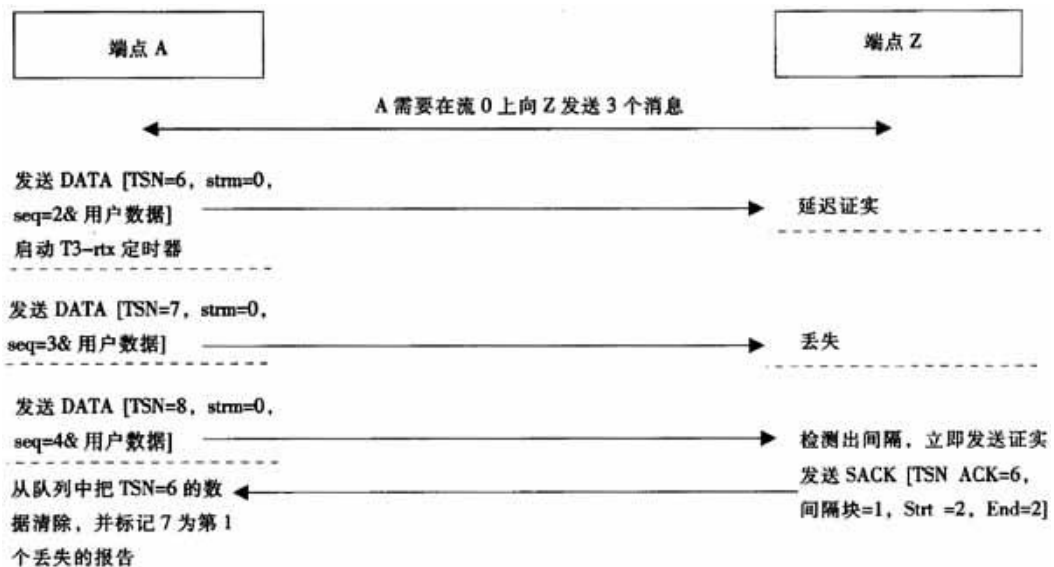 端点 A
端点 Z
A 需要在流 0 上向 Z 发送 3 个消息
发送 DATA [TSN=6, strm=0,
seq=2& 用户数据]
启动 T3-rtx 定时器
延迟证实
发送 DATA [TSN=7, strm=0,
seq=3& 用户数据]
丢失
发送 DATA [TSN=8, strm=0,
seq=4& 用户数据]
检测出间隔，立即发送证实
从队列中把 TSN=6 的数
据清除，并标记 7 为第 1
个丢失的报告
发送 SACK [TSN ACK=6,
间隔块=1, Strt =2, End=2]